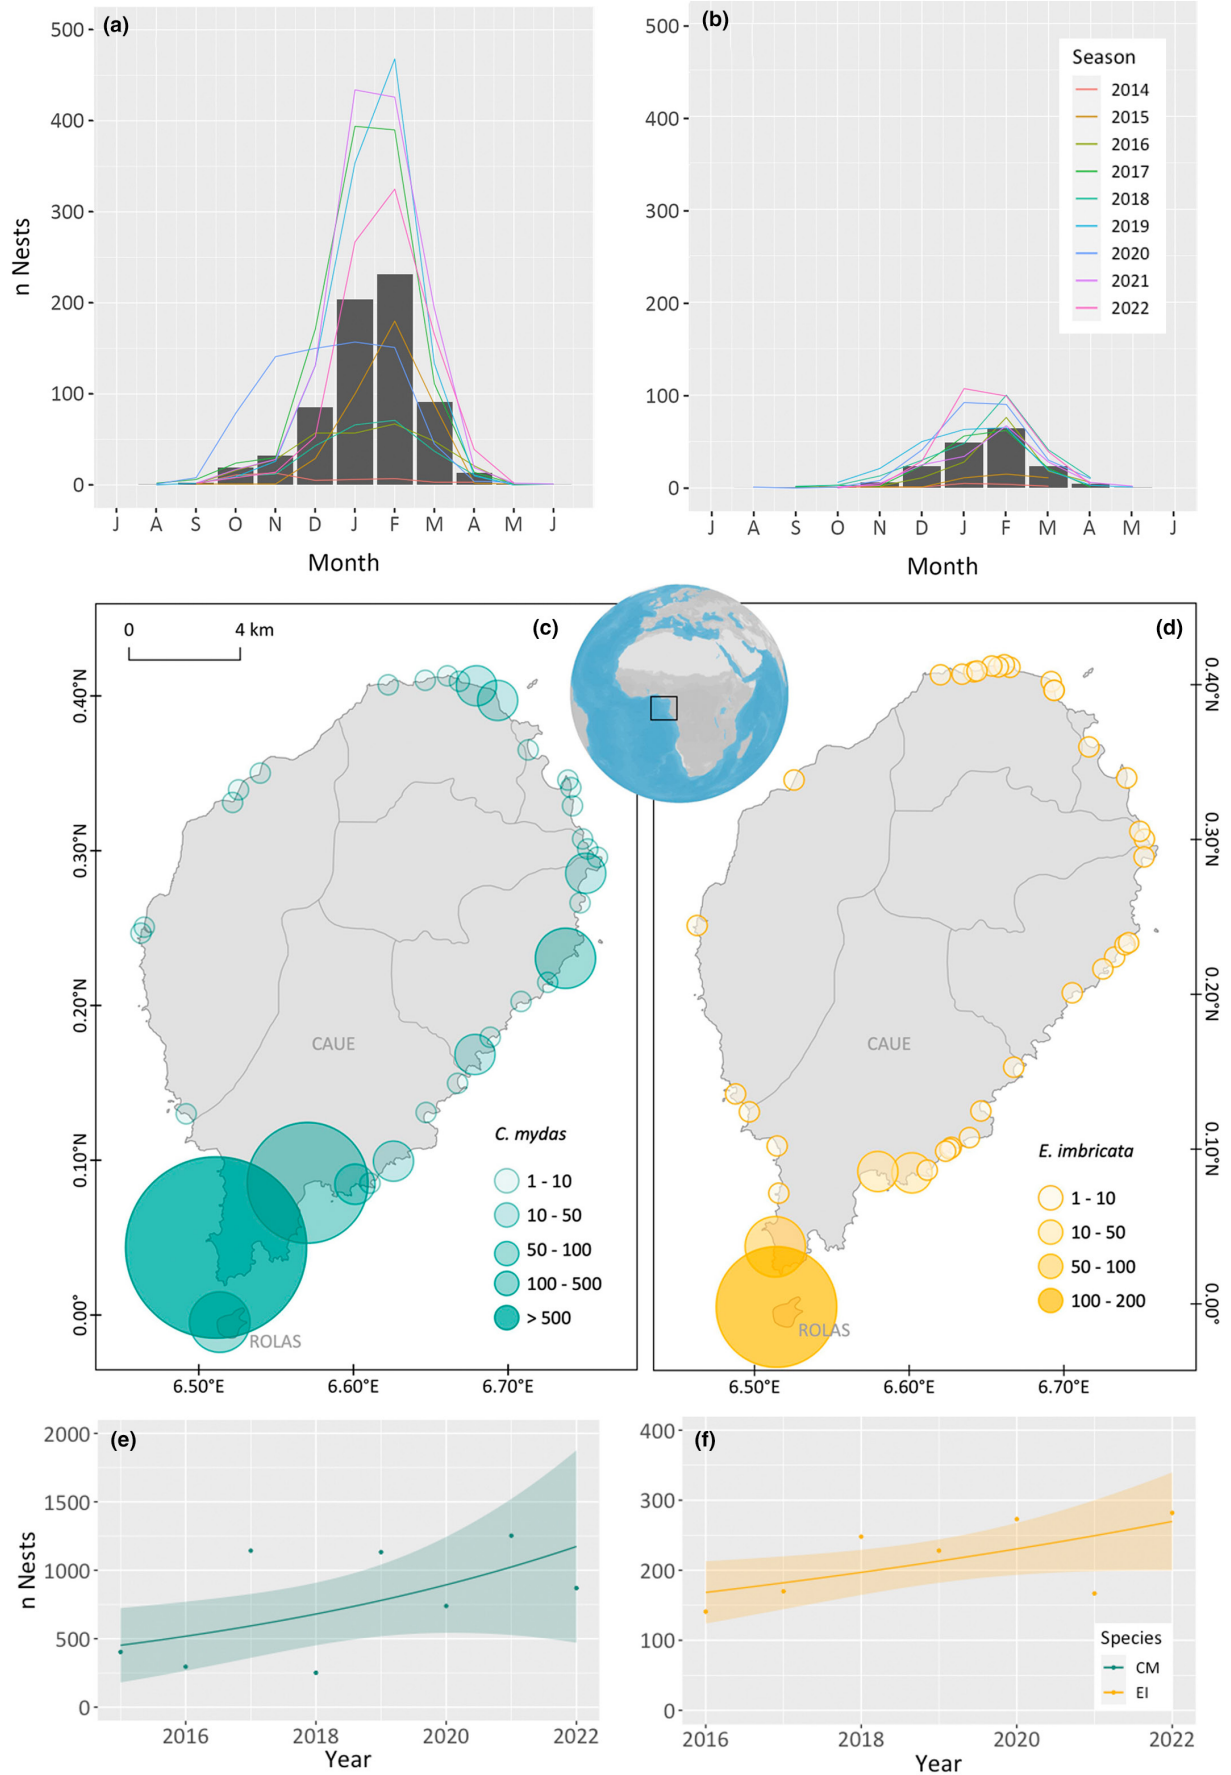 (a)
500
400
300
200
100
0
n Nests
J A S O N D J F M A M J
Month
(b)
500
400
300
200
100
0
J A S O N D J F M A M J
Month
Season
2014
2015
2016
2017
2018
2019
2020
2021
2022
(c)
0 4 km
0.40°N
0.30°N
0.20°N
0.10°N
0.00°
CAUE
ROLAS
C. mydas
1 - 10
10 - 50
50 - 100
100 - 500
> 500
6.50°E 6.60°E 6.70°E
(d)
0.40°N
0.30°N
0.20°N
0.10°N
0.00°
CAUE
ROLAS
E. imbricata
1 - 10
10 - 50
50 - 100
100 - 200
6.50°E 6.60°E 6.70°E
(e)
2000
1500
1000
500
0
n Nests
2016 2018 2020 2022
Year
(f)
400
300
200
100
0
Species
CM
EI
2016 2018 2020 2022
Year